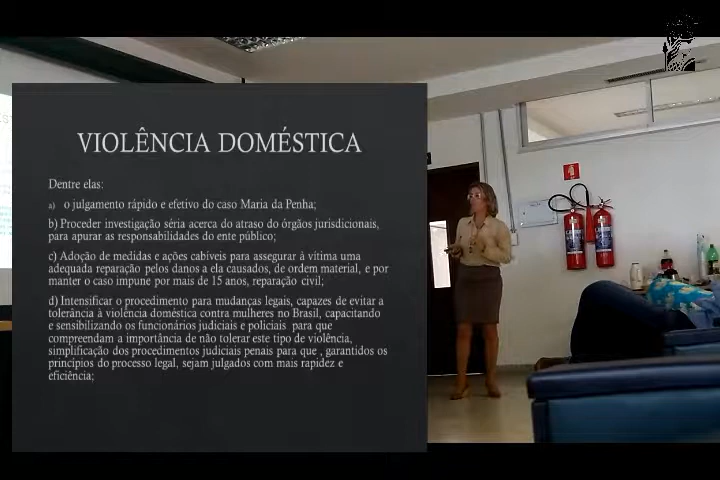 VIOLÊNCIA DOMÉSTICA
Dentre elas:
a) o julgamento rápido e efetivo do caso Maria da Penha;
b) Proceder investigação séria acerca do atraso do órgãos jurisdicionais,
para apurar as responsabilidades do ente público;
c) Adoção de medidas e ações cabíveis para assegurar à vítima uma
adequada reparação pelos danos a ela causados, de ordem material, e por
manter o caso impune por mais de 15 anos, reparação civil;
d) Intensificar o procedimento para mudanças legais, capazes de evitar a
tolerância à violência doméstica contra mulheres no Brasil, capacitando
e sensibilizando os funcionários judiciais e policiais para que
compreendam a importância de não tolerar este tipo de violência,
simplificação dos procedimentos judiciais penais para que , garantidos os
princípios do processo legal, sejam julgados com mais rapidez e
eficiência;